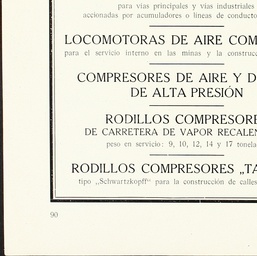 para vías principales y vías industriales
accionadas por acumuladores o líneas de conducto
LOCOMOTORAS DE AIRE COM
para el servicio interno en las minas y la construcc
COMPRESORES DE AIRE Y D
DE ALTA PRESIÓN
RODILLOS COMPRESORE
DE CARRETERA DE VAPOR RECALEN
peso en servicio: 9, 10, 12, 14 y 17 tonela
RODILLOS COMPRESORES „TA
tipo „Schwartzkopff“ para la construcción de calles
90